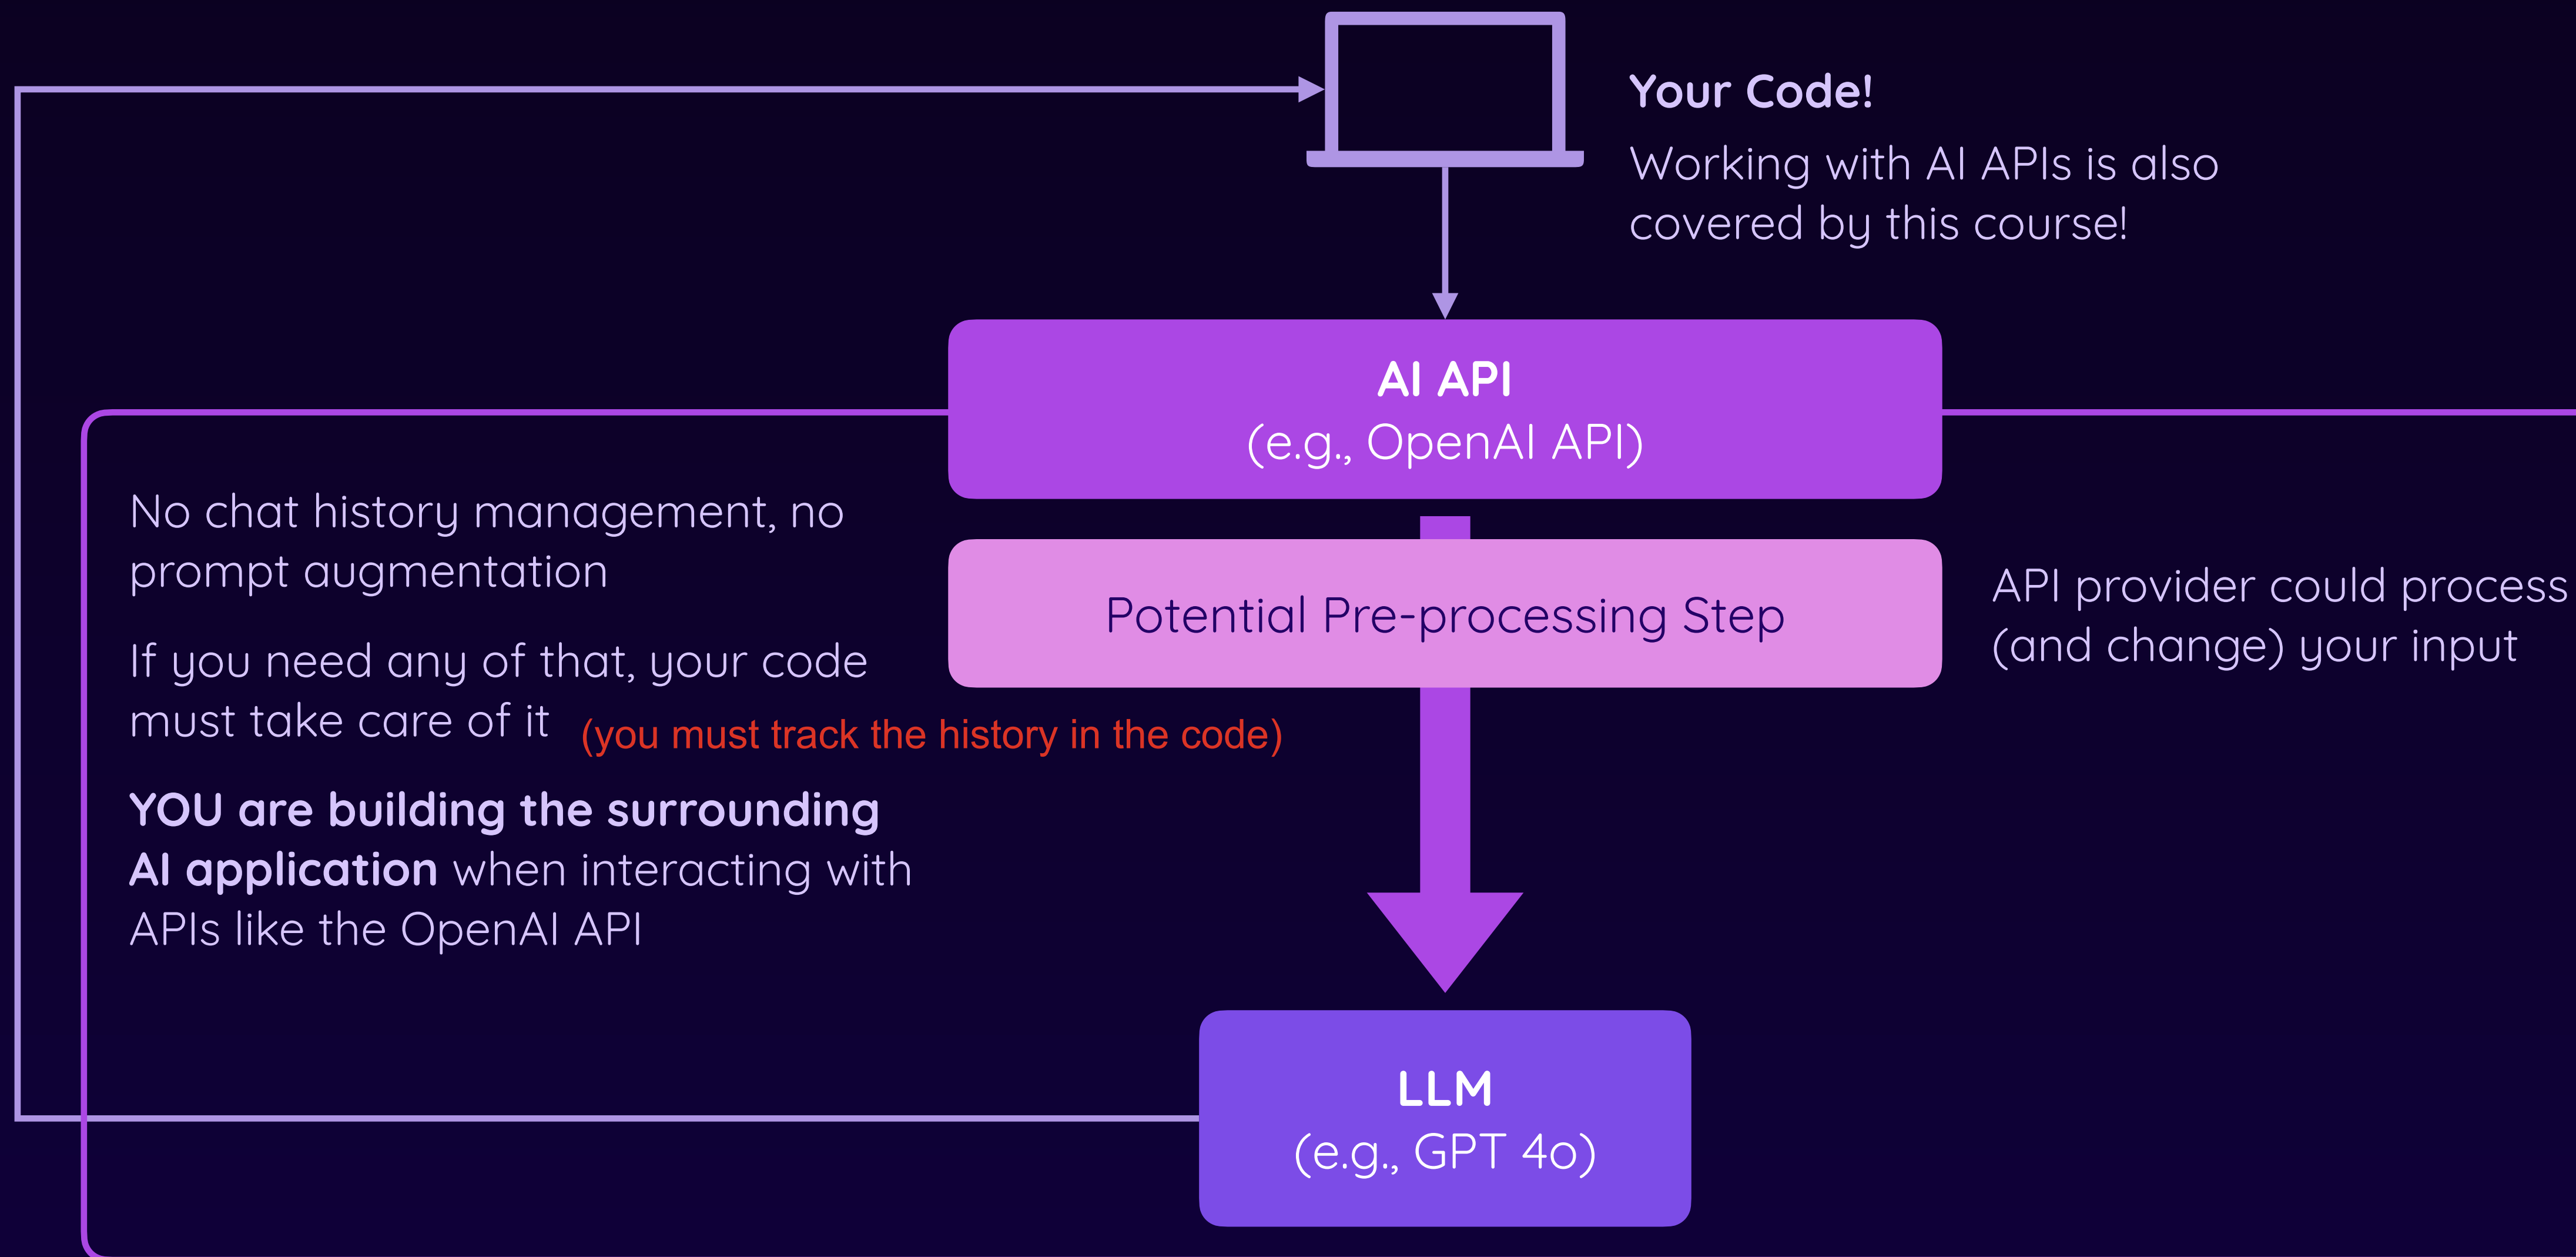 Your Code!
Working with AI APIs is also
covered by this course!
AI API
(e.g., OpenAI API)
No chat history management, no
prompt augmentation
Potential Pre-processing Step
API provider could process
(and change) your input
If you need any of that, your code
must take care of it (you must track the history in the code)
YOU are building the surrounding
AI application when interacting with
APIs like the OpenAI API
LLM
(e.g., GPT 4o)